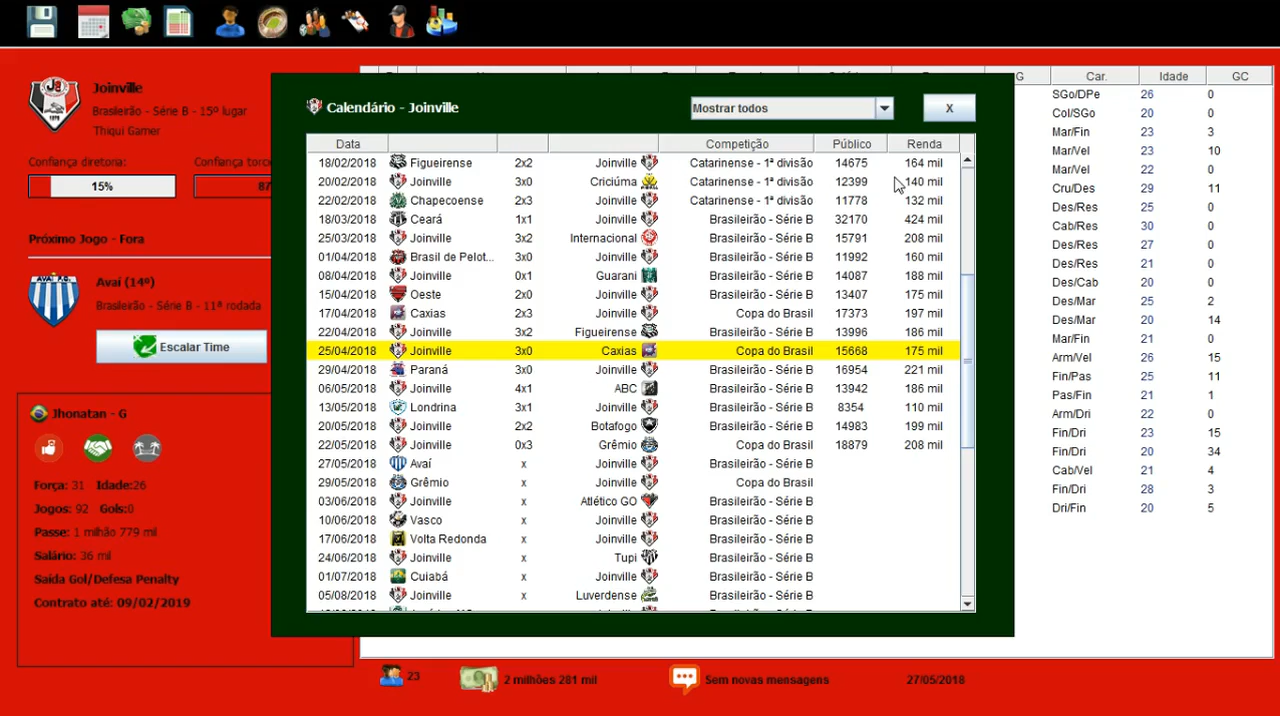 Joinville
Brasileirão - Série B - 15º lugar
Thiqui Gamer
Confiança diretoria: Confiança torc
15% 87
Próximo Jogo - Fora
Avaí (14º)
Brasileirão - Série B - 11ª rodada
Escalar Time
Jhonatan - G
Força: 31 Idade:26
Jogos: 92 Gols:0
Passe: 1 milhão 779 mil
Salário: 36 mil
Saída Gol/Defesa Penalty
Contrato até: 09/02/2019
Calendário - Joinville Mostrar todos X
Data Competição Público Renda
18/02/2018 Figueirense 2x2 Joinville Catarinense - 1ª divisão 14675 164 mil
20/02/2018 Joinville 3x0 Criciúma Catarinense - 1ª divisão 12399 140 mil
22/02/2018 Chapecoense 2x3 Joinville Catarinense - 1ª divisão 11778 132 mil
18/03/2018 Ceará 1x1 Joinville Brasileirão - Série B 32170 424 mil
25/03/2018 Joinville 3x2 Internacional Brasileirão - Série B 15791 208 mil
01/04/2018 Brasil de Pelot... 3x0 Joinville Brasileirão - Série B 11992 160 mil
08/04/2018 Joinville 0x1 Guarani Brasileirão - Série B 14087 188 mil
15/04/2018 Oeste 2x0 Joinville Brasileirão - Série B 13407 175 mil
17/04/2018 Caxias 2x3 Joinville Copa do Brasil 17373 197 mil
22/04/2018 Joinville 3x2 Figueirense Brasileirão - Série B 13996 186 mil
25/04/2018 Joinville 3x0 Caxias Copa do Brasil 15668 175 mil
29/04/2018 Paraná 3x0 Joinville Brasileirão - Série B 16954 221 mil
06/05/2018 Joinville 4x1 ABC Brasileirão - Série B 13942 186 mil
13/05/2018 Londrina 3x1 Joinville Brasileirão - Série B 8354 110 mil
20/05/2018 Joinville 2x2 Botafogo Brasileirão - Série B 14983 199 mil
22/05/2018 Joinville 0x3 Grêmio Copa do Brasil 18879 208 mil
27/05/2018 Avaí x Joinville Brasileirão - Série B
29/05/2018 Grêmio x Joinville Copa do Brasil
03/06/2018 Joinville x Atlético GO Brasileirão - Série B
10/06/2018 Vasco x Joinville Brasileirão - Série B
17/06/2018 Volta Redonda x Joinville Brasileirão - Série B
24/06/2018 Joinville x Tupi Brasileirão - Série B
01/07/2018 Cuiabá x Joinville Brasileirão - Série B
05/08/2018 Joinville x Luverdense Brasileirão - Série B
G Car. Idade GC
SGo/DPe 26 0
Col/SGo 20 0
Mar/Fin 23 3
Mar/Vel 23 10
Mar/Vel 22 0
Cru/Des 29 11
Des/Res 25 0
Cab/Res 30 0
Des/Res 27 0
Des/Res 21 0
Des/Cab 20 0
Des/Mar 25 2
Des/Mar 20 14
Mar/Fin 21 0
Arm/Vel 26 15
Fin/Pas 25 11
Pas/Fin 21 1
Arm/Dri 22 0
Fin/Dri 23 15
Fin/Dri 20 34
Cab/Vel 21 4
Fin/Dri 28 3
Dri/Fin 20 5
23 2 milhões 281 mil Sem novas mensagens 27/05/2018